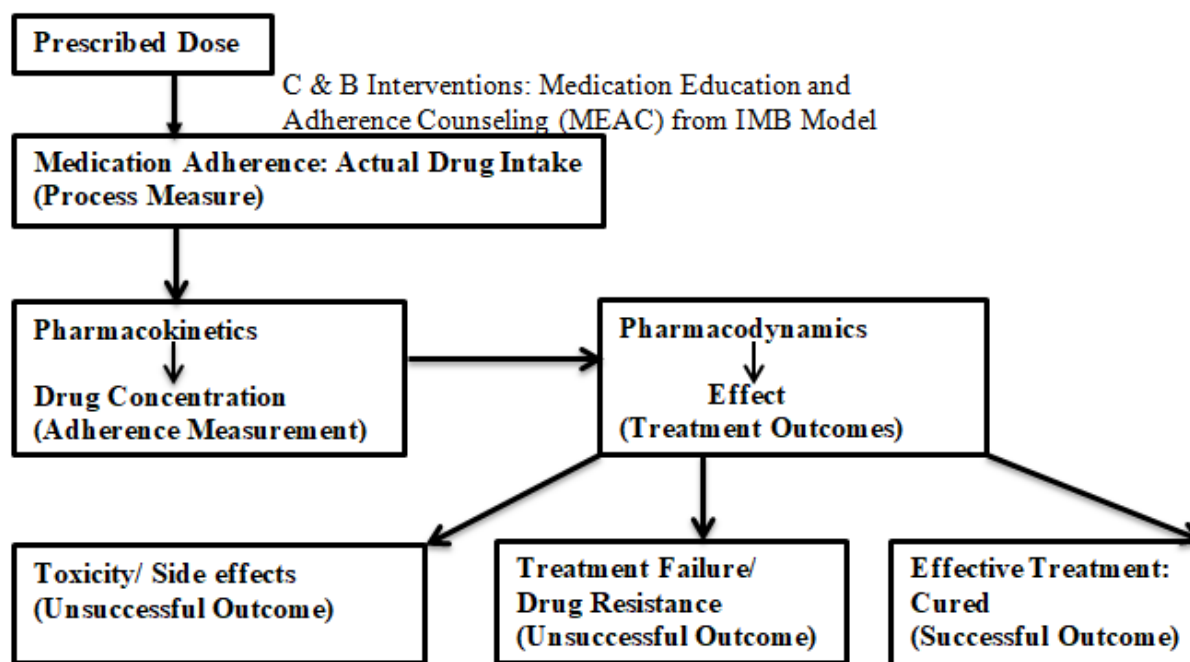 Prescribed Dose
C & B Interventions: Medication Education and
Adherence Counseling (MEAC) from IMB Model
Medication Adherence: Actual Drug Intake
(Process Measure)
Pharmacokinetics
Drug Concentration
(Adherence Measurement)
Pharmacodynamics
Effect
(Treatment Outcomes)
Toxicity/ Side effects
(Unsuccessful Outcome)
Treatment Failure/
Drug Resistance
(Unsuccessful Outcome)
Effective Treatment:
Cured
(Successful Outcome)